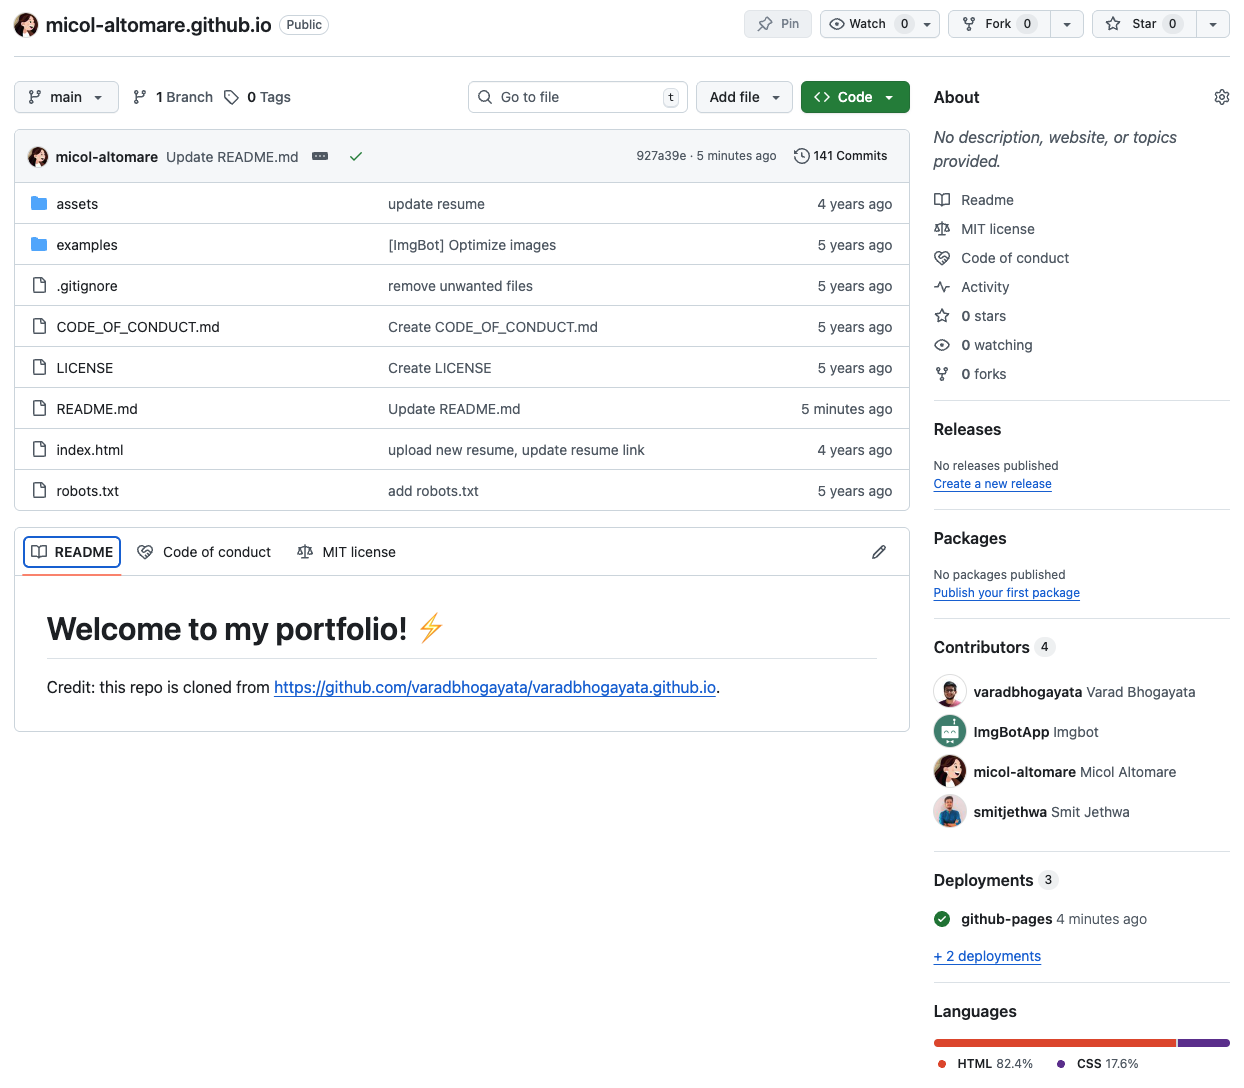 micol-altomare.github.io Public
Pin Watch 0 Fork 0 Star 0
main 1 Branch 0 Tags Go to file t Add file Code
micol-altomare Update README.md 927a39e · 5 minutes ago 141 Commits
assets update resume 4 years ago
examples [ImgBot] Optimize images 5 years ago
.gitignore remove unwanted files 5 years ago
CODE_OF_CONDUCT.md Create CODE_OF_CONDUCT.md 5 years ago
LICENSE Create LICENSE 5 years ago
README.md Update README.md 5 minutes ago
index.html upload new resume, update resume link 4 years ago
robots.txt add robots.txt 5 years ago
README Code of conduct MIT license
Welcome to my portfolio! ⚡
Credit: this repo is cloned from https://github.com/varadbhogayata/varadbhogayata.github.io.
About
No description, website, or topics
provided.
Readme
MIT license
Code of conduct
Activity
0 stars
0 watching
0 forks
Releases
No releases published
Create a new release
Packages
No packages published
Publish your first package
Contributors 4
varadbhogayata Varad Bhogayata
ImgBotApp Imgbot
micol-altomare Micol Altomare
smitjethwa Smit Jethwa
Deployments 3
github-pages 4 minutes ago
+ 2 deployments
Languages
HTML 82.4% CSS 17.6%